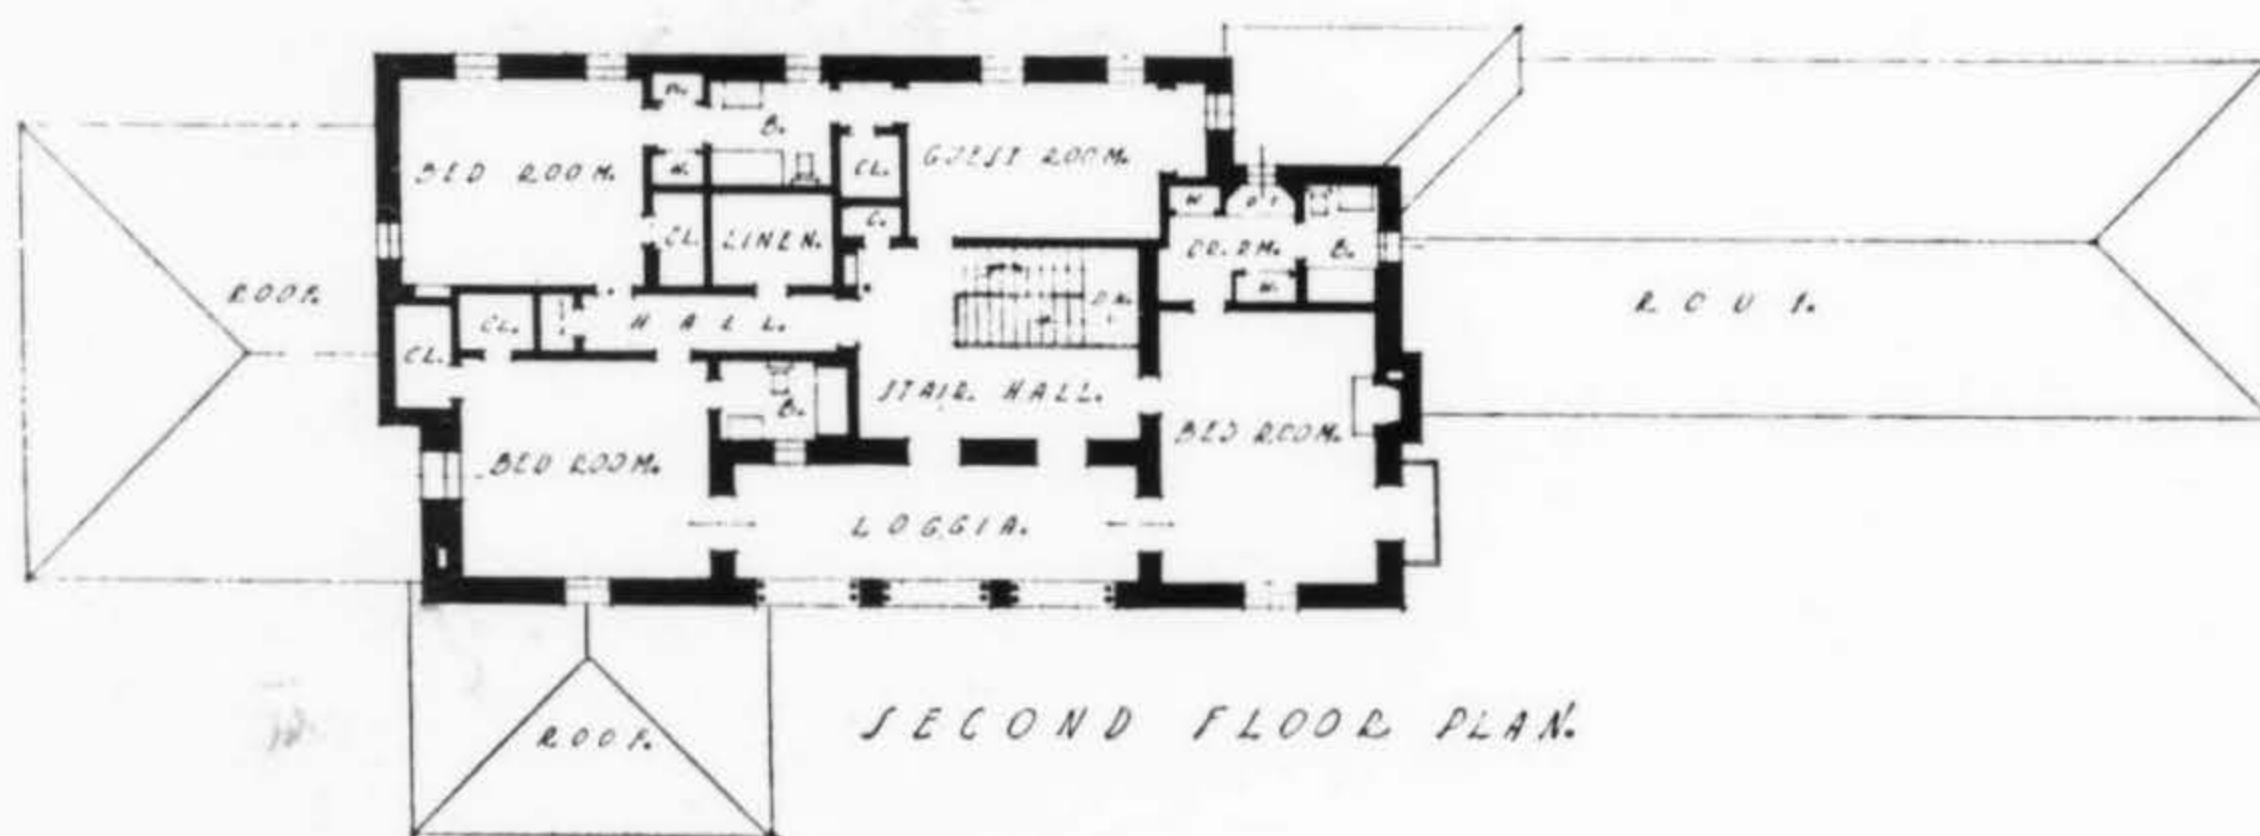 W.
B.
BED ROOM.
W.
CL.
GUEST ROOM.
CL.
LINEN.
C.
W.
D.T.
DR. RM.
B.
W.
ROOF.
CL.
HALL.
DN.
ROOF.
CL.
STAIR HALL.
B.
BED ROOM.
BED ROOM.
LOGGIA.
SECOND FLOOR PLAN.
ROOF.